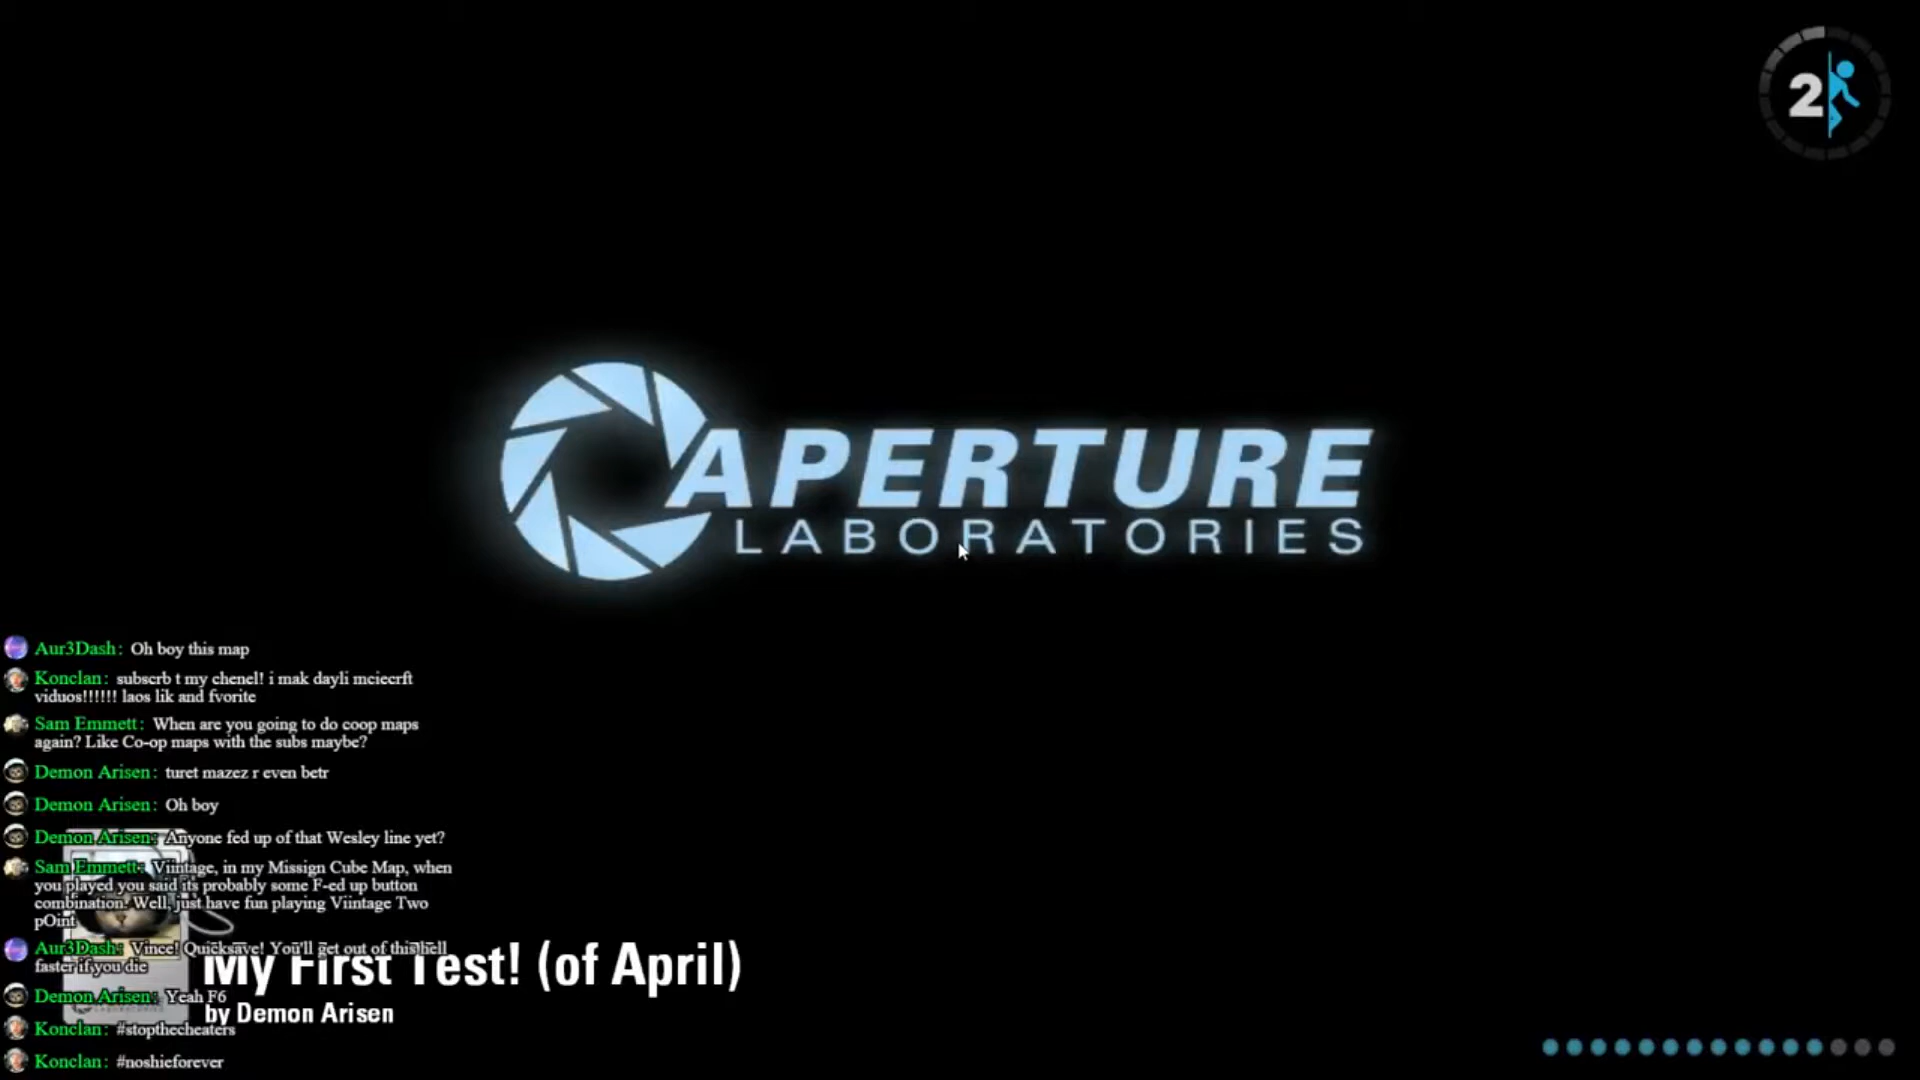 2
APERTURE
LABORATORIES
Aur3Dash: Oh boy this map
Konclan: subscrb t my chenel! i mak dayli mciecrft
viduos!!!!!! laos lik and fvorite
Sam Emmett: When are you going to do coop maps
again? Like Co-op maps with the subs maybe?
Demon Arisen: turet mazez r even betr
Demon Arisen: Oh boy
Demon Arisen: Anyone fed up of that Wesley line yet?
Sam Emmett: Viintage, in my Missign Cube Map, when
you played you said its probably some F-ed up button
combination. Well, just have fun playing Viintage Two
pOint
Aur3Dash: Vince! Quicksave! You'll get out of this hell
faster if you die
My First Test! (of April)
Demon Arisen: Yeah F6
by Demon Arisen
Konclan: #stopthecheaters
Konclan: #noshieforever